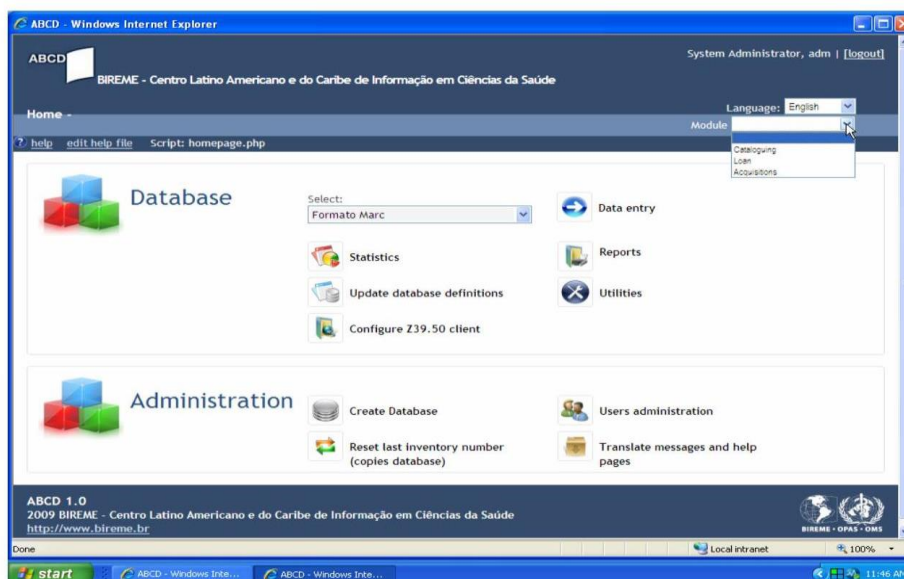 ABCD - Windows Internet Explorer
ABCD
System Administrator, adm | [logout]
BIREME - Centro Latino Americano e do Caribe de Informação em Ciências da Saúde
Language: English
Home -
Module
? help edit help file Script: homepage.php
Cataloguing
Loan
Acquisitions
Database
Select:
Formato Marc
Data entry
Statistics
Reports
Update database definitions
Utilities
Configure Z39.50 client
Administration
Create Database
Users administration
Reset last inventory number
(copies database)
Translate messages and help
pages
ABCD 1.0
2009 BIREME - Centro Latino Americano e do Caribe de Informação em Ciências da Saúde
http://www.bireme.br
BIREME • OPAS • OMS
Done
Local intranet
100%
start
ABCD - Windows Inte...
ABCD - Windows Inte...
11:46 AM